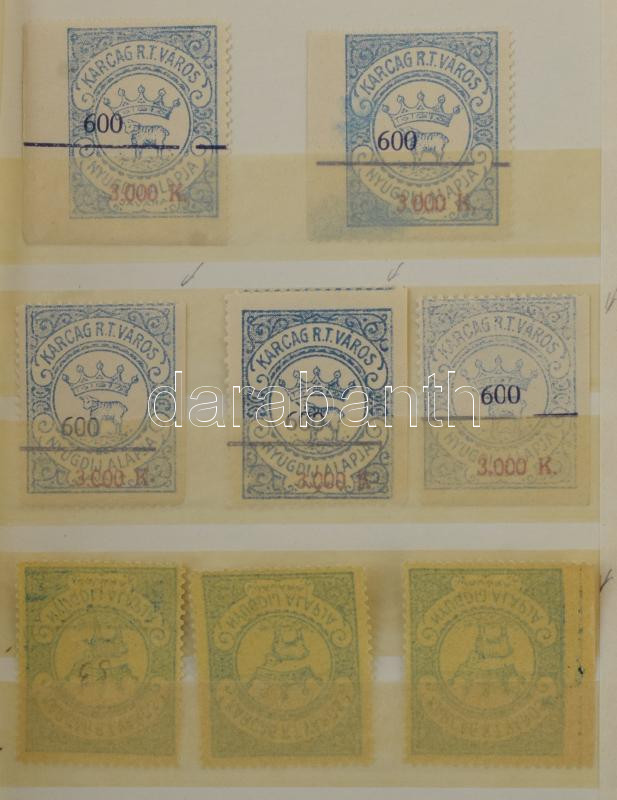 KARCAG R.T. VÁROS
600
NYUGDIJ ALAPJA
3.000 K.
KARCAG R.T. VÁROS
600
NYUGDIJ ALAPJA
3.000 K.
KARCAG R.T. VÁROS
600
NYUGDIJ ALAPJA
3.000 K.
KARCAG R.T. VÁROS
600
NYUGDIJ ALAPJA
3.000 K.
KARCAG R.T. VÁROS
600
NYUGDIJ ALAPJA
3.000 K.
darabanth